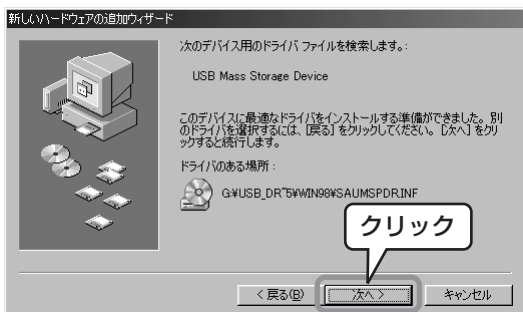 新しいハードウェアの追加ウィザード
次のデバイス用のドライバ ファイルを検索します。:
USB Mass Storage Device
このデバイスに最適なドライバをインストールする準備ができました。別
のドライバを選択するには、[戻る] をクリックしてください。[次へ] をクリ
ックすると続行します。
ドライバのある場所 :
G:¥USB_DR~5¥WIN98¥SAUMSPDR.INF
クリック
< 戻る(B)
次へ >
キャンセル